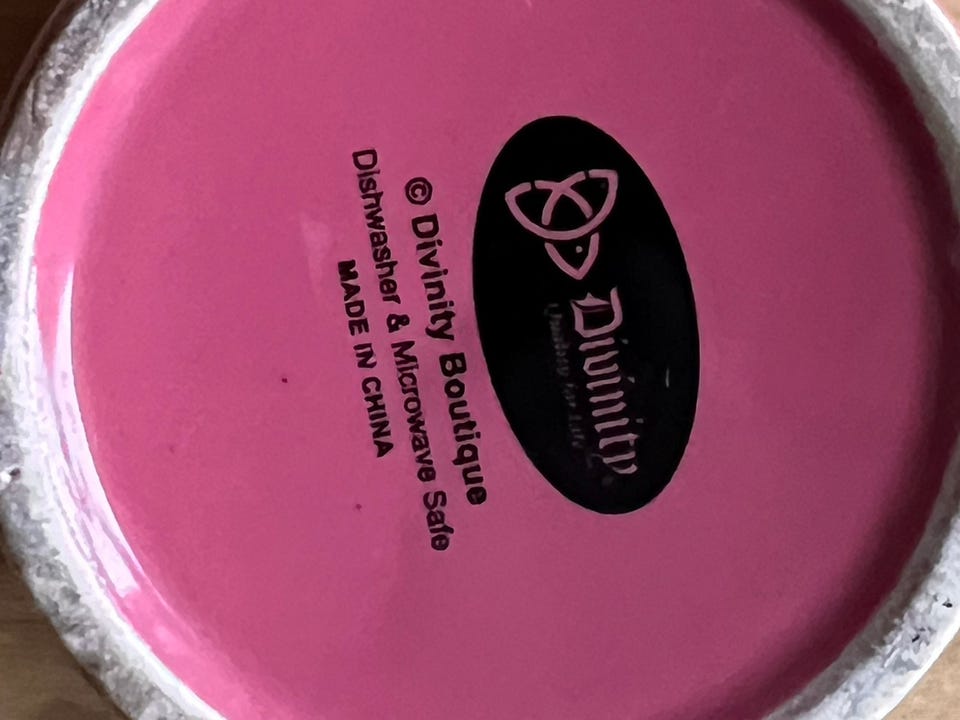 Divinity
© Divinity Boutique
Dishwasher & Microwave Safe
MADE IN CHINA